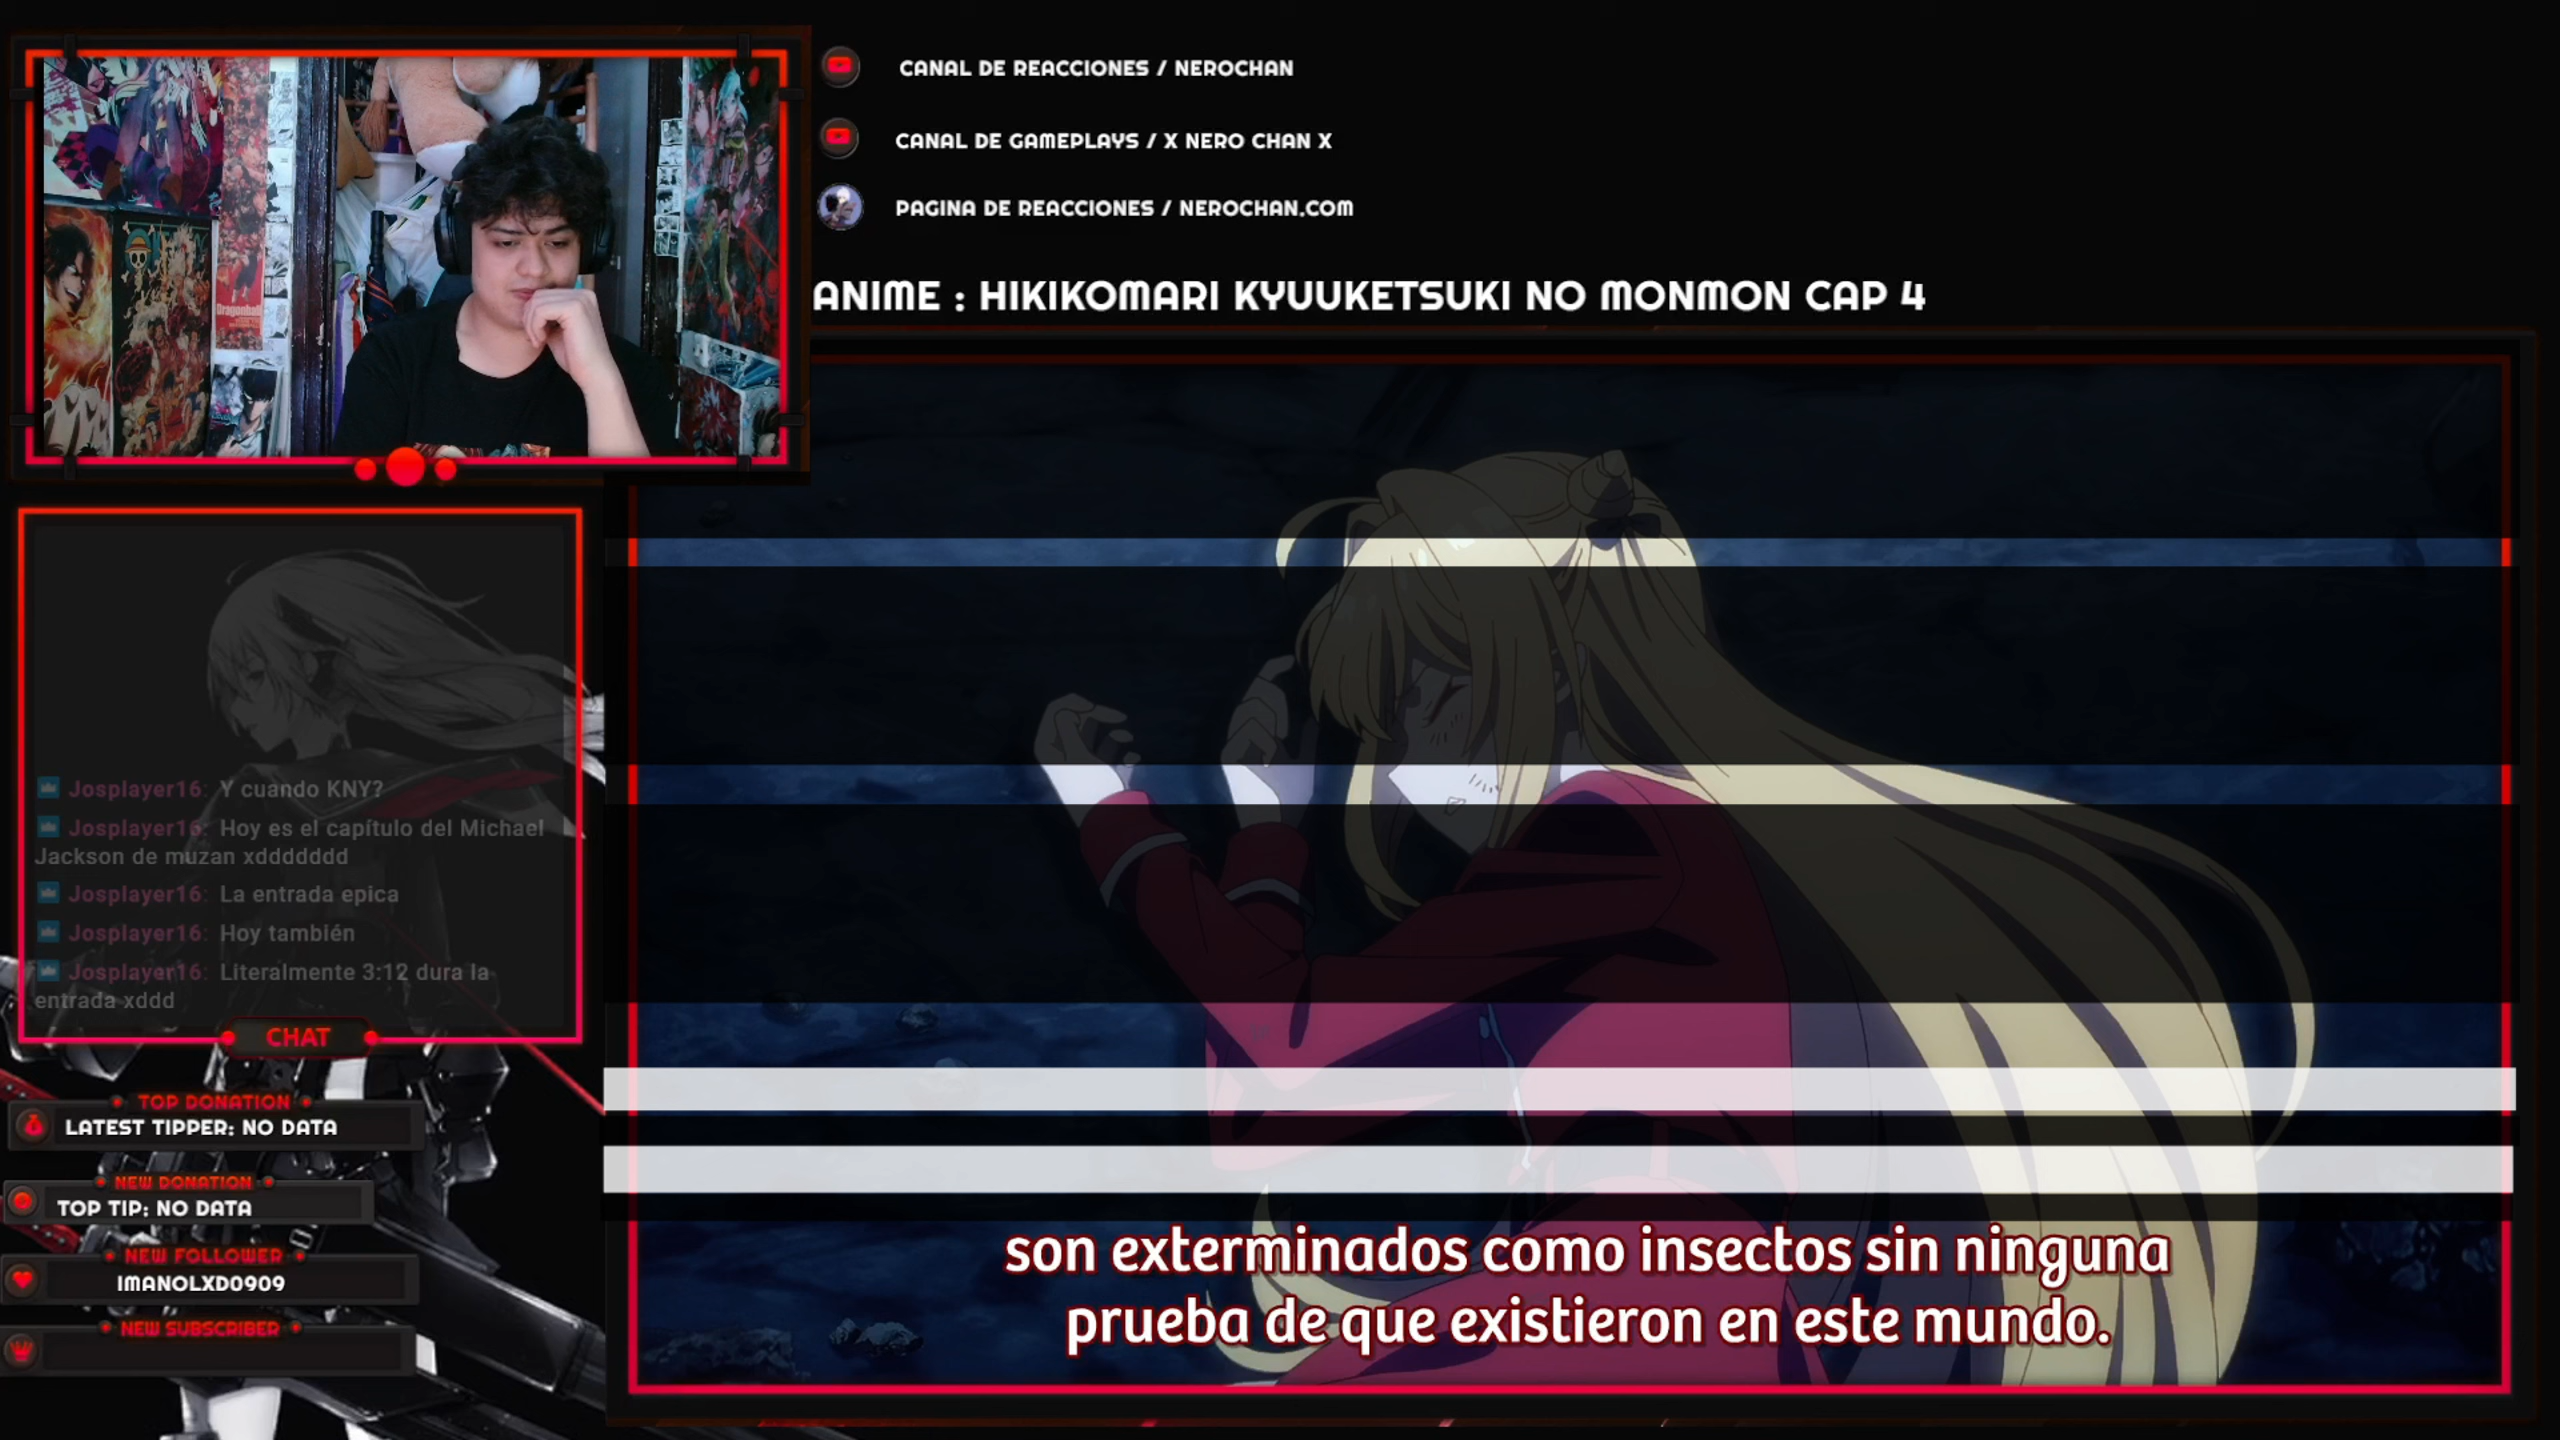 CANAL DE REACCIONES / NEROCHAN
CANAL DE GAMEPLAYS / X NERO CHAN X
PAGINA DE REACCIONES / NEROCHAN.COM
ANIME : HIKIKOMARI KYUUKETSUKI NO MONMON CAP 4
Dragonball
Josplayer16: Y cuando KNY?
Josplayer16: Hoy es el capítulo del Michael
Jackson de muzan xddddddd
Josplayer16: La entrada epica
Josplayer16: Hoy también
Josplayer16: Literalmente 3:12 dura la
entrada xddd
CHAT
TOP DONATION
LATEST TIPPER: NO DATA
NEW DONATION
TOP TIP: NO DATA
NEW FOLLOWER
IMANOLXD0909
NEW SUBSCRIBER
son exterminados como insectos sin ninguna
prueba de que existieron en este mundo.